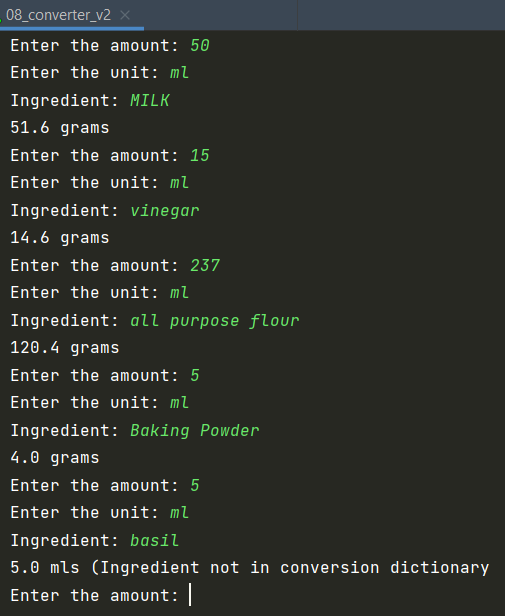 08_converter_v2
Enter the amount: 50
Enter the unit: ml
Ingredient: MILK
51.6 grams
Enter the amount: 15
Enter the unit: ml
Ingredient: vinegar
14.6 grams
Enter the amount: 237
Enter the unit: ml
Ingredient: all purpose flour
120.4 grams
Enter the amount: 5
Enter the unit: ml
Ingredient: Baking Powder
4.0 grams
Enter the amount: 5
Enter the unit: ml
Ingredient: basil
5.0 mls (Ingredient not in conversion dictionary
Enter the amount: